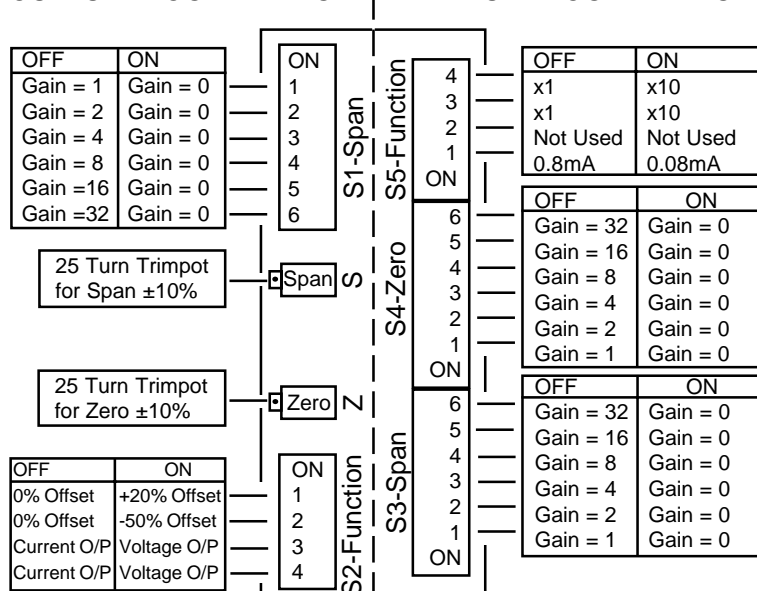 OFF ON
Gain = 1 Gain = 0
Gain = 2 Gain = 0
Gain = 4 Gain = 0
Gain = 8 Gain = 0
Gain =16 Gain = 0
Gain =32 Gain = 0
ON
1
2
3
4
5
6
S1-Span
25 Turn Trimpot
for Span ±10%
Span
S
25 Turn Trimpot
for Zero ±10%
Zero
Z
OFF ON
0% Offset +20% Offset
0% Offset -50% Offset
Current O/P Voltage O/P
Current O/P Voltage O/P
ON
1
2
3
4
S2-Function
S5-Function
4
3
2
1
ON
OFF ON
x1 x10
x1 x10
Not Used Not Used
0.8mA 0.08mA
S4-Zero
6
5
4
3
2
1
ON
OFF ON
Gain = 32 Gain = 0
Gain = 16 Gain = 0
Gain = 8 Gain = 0
Gain = 4 Gain = 0
Gain = 2 Gain = 0
Gain = 1 Gain = 0
S3-Span
6
5
4
3
2
1
ON
OFF ON
Gain = 32 Gain = 0
Gain = 16 Gain = 0
Gain = 8 Gain = 0
Gain = 4 Gain = 0
Gain = 2 Gain = 0
Gain = 1 Gain = 0